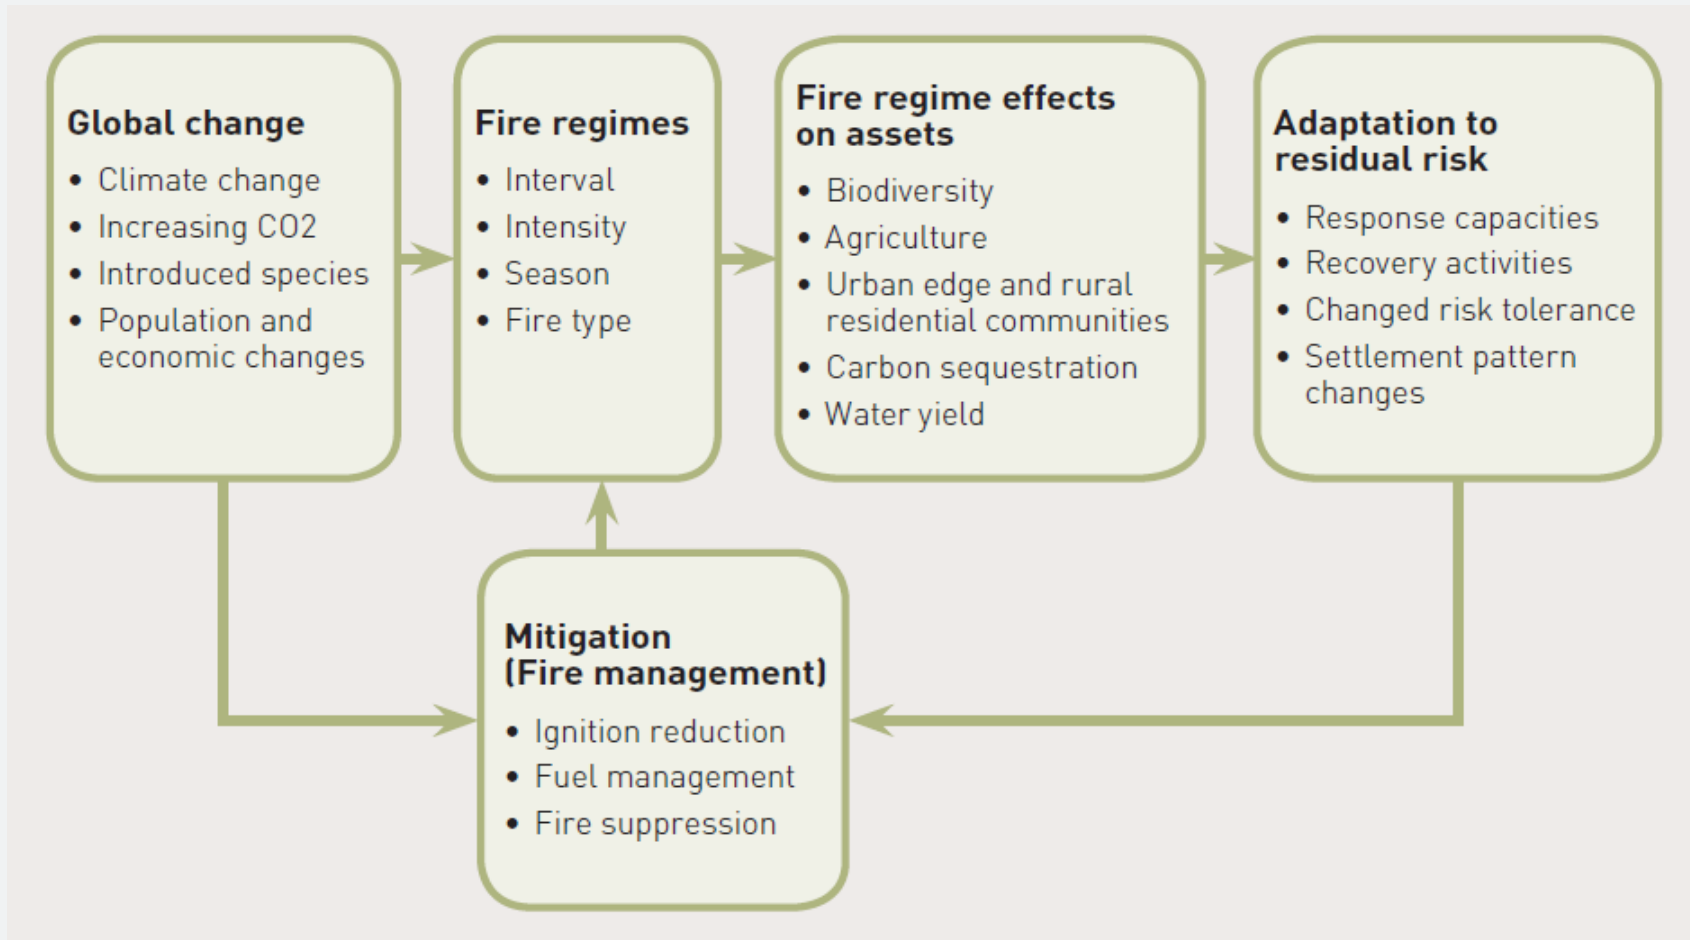 Global change
• Climate change
• Increasing CO2
• Introduced species
• Population and
economic changes
Fire regimes
• Interval
• Intensity
• Season
• Fire type
Fire regime effects
on assets
• Biodiversity
• Agriculture
• Urban edge and rural
residential communities
• Carbon sequestration
• Water yield
Adaptation to
residual risk
• Response capacities
• Recovery activities
• Changed risk tolerance
• Settlement pattern
changes
Mitigation
(Fire management)
• Ignition reduction
• Fuel management
• Fire suppression